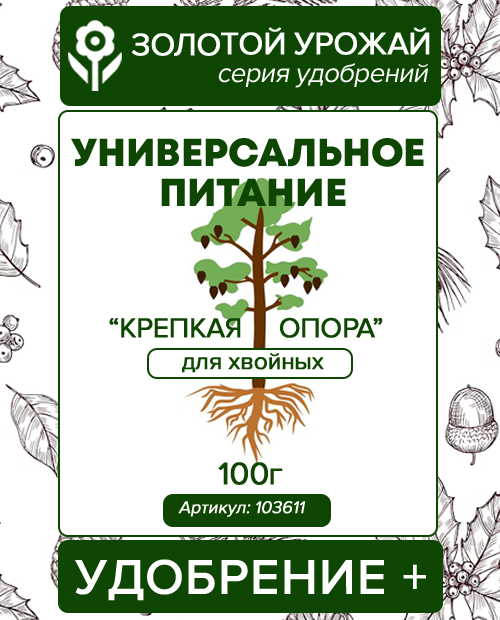 ЗОЛОТОЙ УРОЖАЙ
серия удобрений
УНИВЕРСАЛЬНОЕ
ПИТАНИЕ
“КРЕПКАЯ ОПОРА”
для хвойных
100г
Артикул: 103611
УДОБРЕНИЕ +